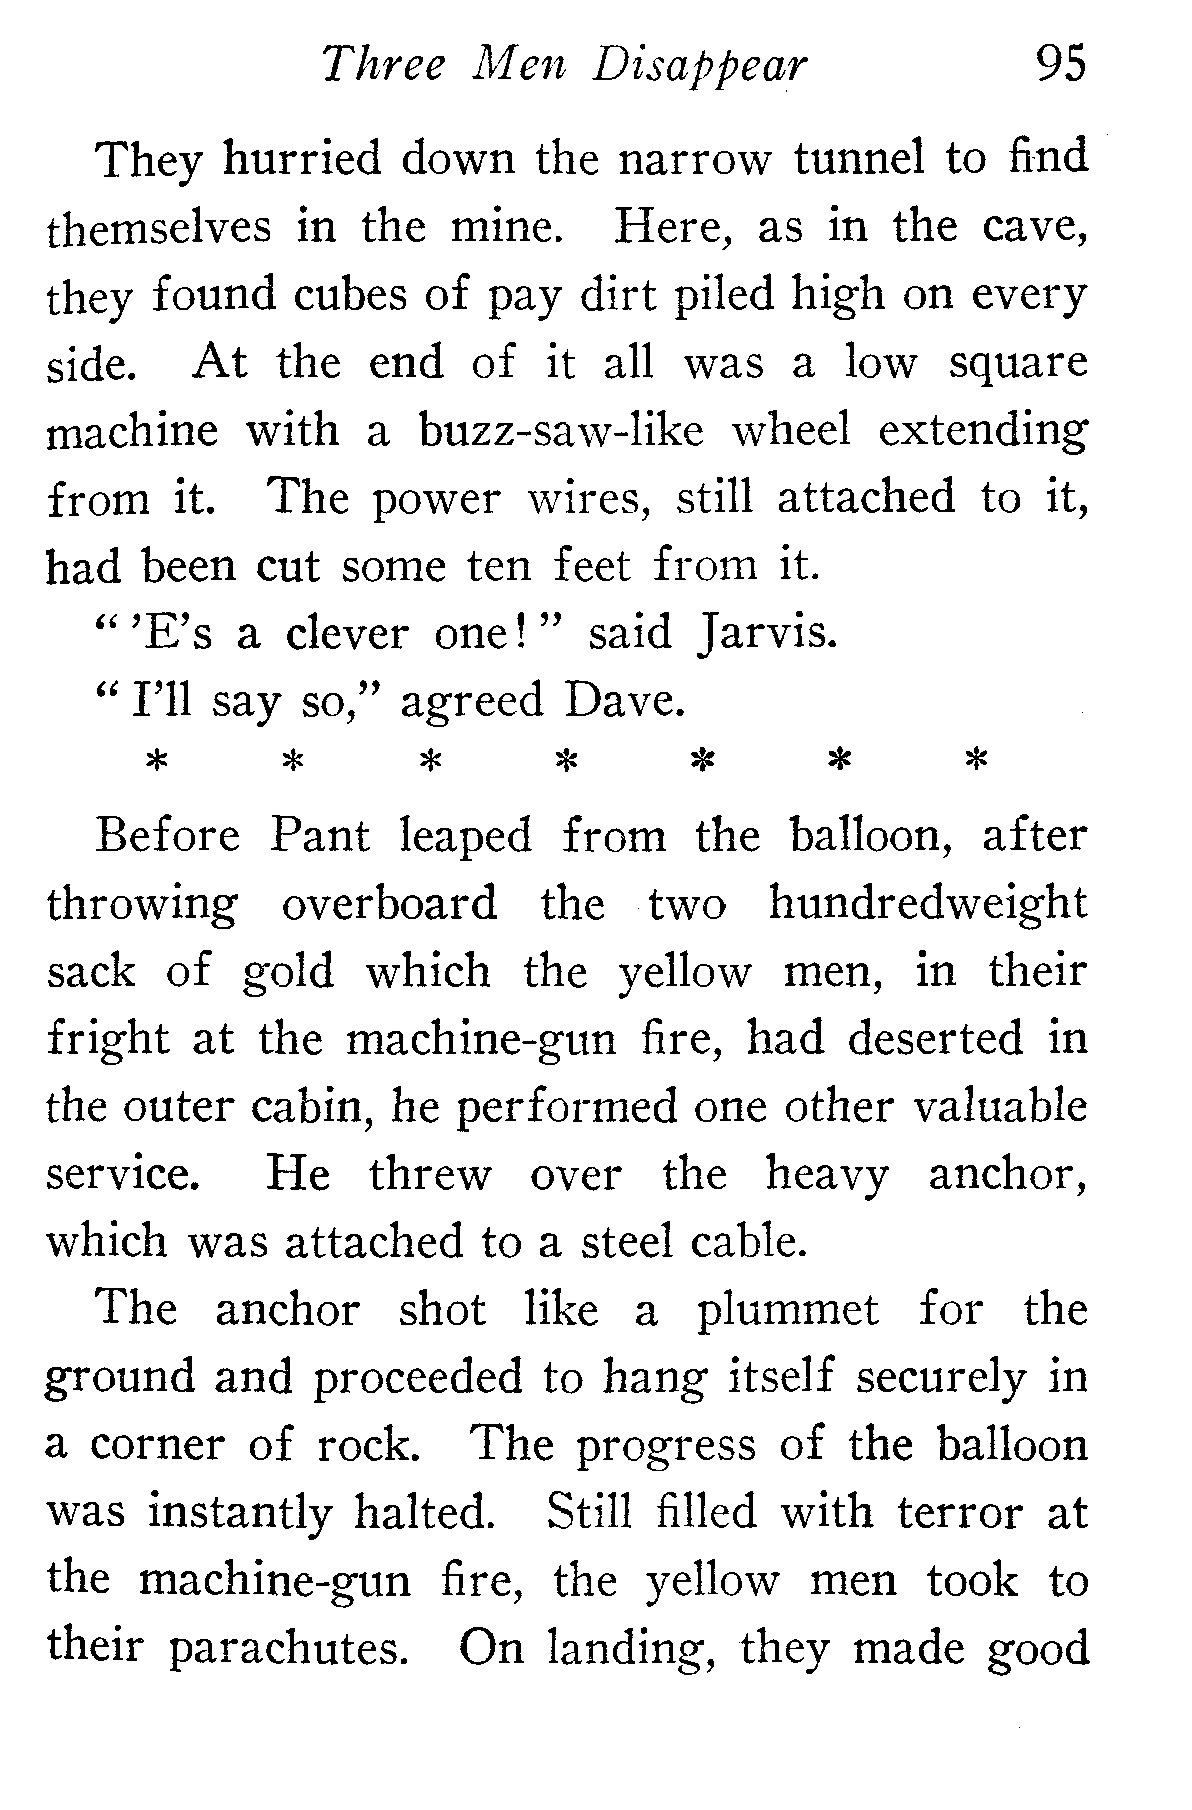 Three Men Disappear 95
They hurried down the narrow tunnel to find
themselves in the mine. Here, as in the cave,
they found cubes of pay dirt piled high on every
side. At the end of it all was a low square
machine with a buzz-saw-like wheel extending
from it. The power wires, still attached to it,
had been cut some ten feet from it.
“ ’E’s a clever one! ” said Jarvis.
“ I’ll say so,” agreed Dave.
* * * * * * *
Before Pant leaped from the balloon, after
throwing overboard the two hundredweight
sack of gold which the yellow men, in their
fright at the machine-gun fire, had deserted in
the outer cabin, he performed one other valuable
service. He threw over the heavy anchor,
which was attached to a steel cable.
The anchor shot like a plummet for the
ground and proceeded to hang itself securely in
a corner of rock. The progress of the balloon
was instantly halted. Still filled with terror at
the machine-gun fire, the yellow men took to
their parachutes. On landing, they made good